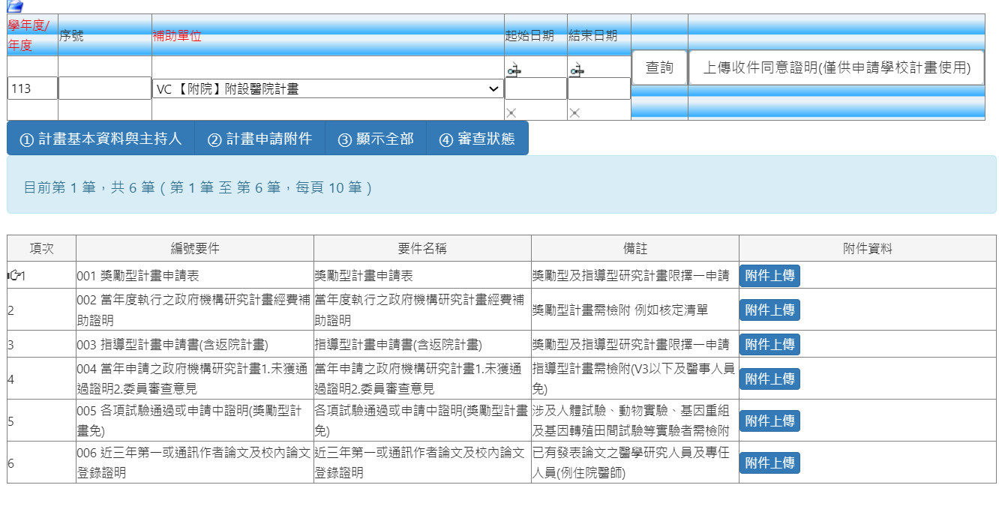 學年度/
年度
序號
補助單位
起始日期
結束日期
113
VC 【附院】附設醫院計畫
查詢
上傳收件同意證明(僅供申請學校計畫使用)
① 計畫基本資料與主持人
② 計畫申請附件
③ 顯示全部
④ 審查狀態
目前第 1 筆，共 6 筆 ( 第 1 筆 至 第 6 筆，每頁 10 筆 )
項次
編號要件
要件名稱
備註
附件資料
1
001 獎勵型計畫申請表
獎勵型計畫申請表
獎勵型及指導型研究計畫限擇一申請
附件上傳
2
002 當年度執行之政府機構研究計畫經費補
助證明
當年度執行之政府機構研究計畫經費補
助證明
獎勵型計畫需檢附 例如核定清單
附件上傳
3
003 指導型計畫申請書(含返院計畫)
指導型計畫申請書(含返院計畫)
獎勵型及指導型研究計畫限擇一申請
附件上傳
4
004 當年申請之政府機構研究計畫1.未獲通
過證明2.委員審查意見
當年申請之政府機構研究計畫1.未獲通
過證明2.委員審查意見
指導型計畫需檢附(V3以下及醫事人員
免)
附件上傳
5
005 各項試驗通過或申請中證明(獎勵型計
畫免)
各項試驗通過或申請中證明(獎勵型計畫
免)
涉及人體試驗、動物實驗、基因重組
及基因轉殖田間試驗等實驗者需檢附
附件上傳
6
006 近三年第一或通訊作者論文及校內論文
登錄證明
近三年第一或通訊作者論文及校內論文
登錄證明
已有發表論文之醫學研究人員及專任
人員(例住院醫師)
附件上傳